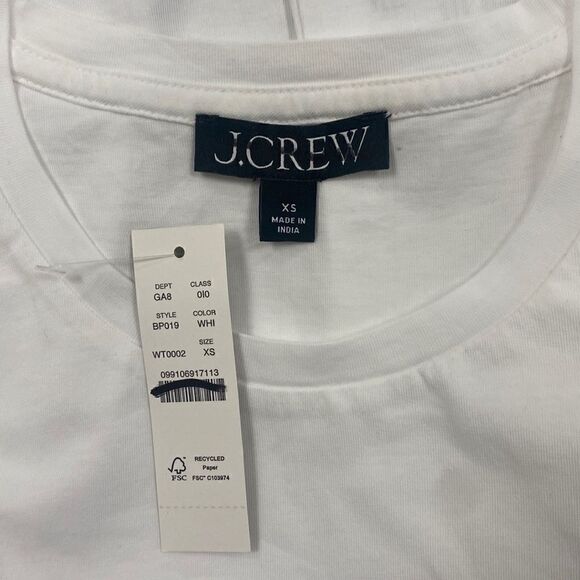 J.CREW
XS
MADE IN
INDIA
DEPT CLASS
GA8 0I0
STYLE COLOR
BP019 WHI
SIZE
WT0002 XS
099106917113
FSC
RECYCLED
Paper
FSC® C103974